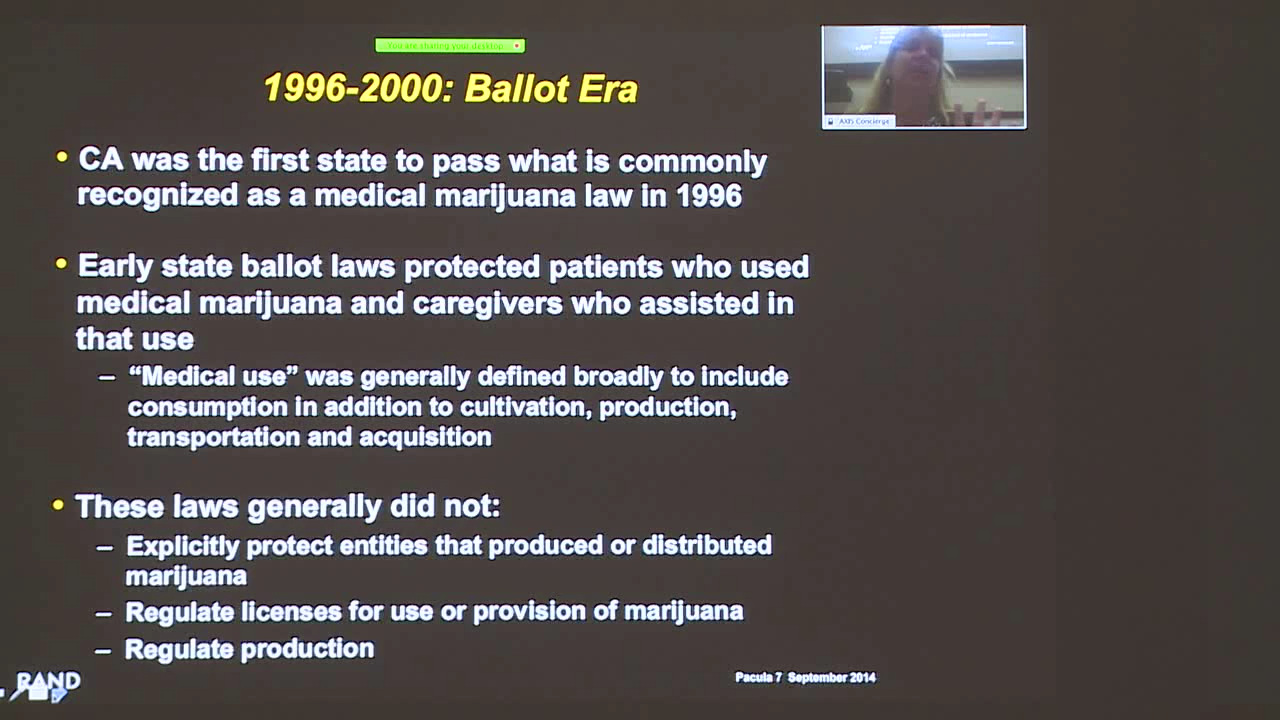 You are sharing your desktop
1996-2000: Ballot Era
AXIS Concierge
• CA was the first state to pass what is commonly
recognized as a medical marijuana law in 1996
• Early state ballot laws protected patients who used
medical marijuana and caregivers who assisted in
that use
– “Medical use” was generally defined broadly to include
consumption in addition to cultivation, production,
transportation and acquisition
• These laws generally did not:
– Explicitly protect entities that produced or distributed
marijuana
– Regulate licenses for use or provision of marijuana
– Regulate production
RAND
Pacula 7 September 2014